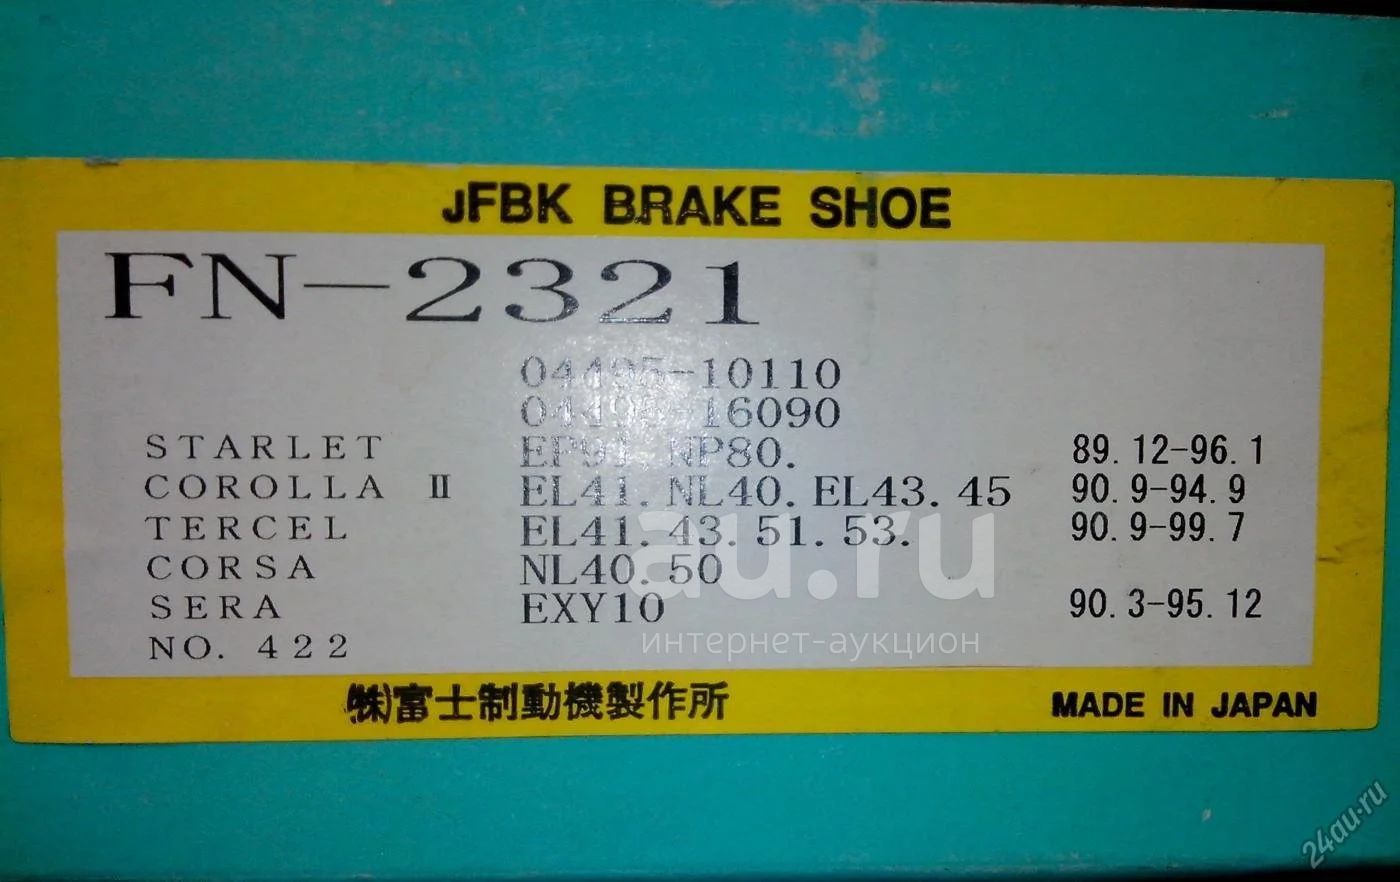 JFBK BRAKE SHOE
FN-2321
04495-10110
04495-16090
STARLET EP91. NP80. 89. 12-96. 1
COROLLA II EL41. NL40. EL43. 45 90. 9-94. 9
TERCEL EL41. 43. 51. 53. 90. 9-99. 7
CORSA NL40. 50
SERA EXY10 90. 3-95. 12
NO. 422
au.ru
интернет-аукцион
(株)富士制動機製作所 MADE IN JAPAN
24au.ru